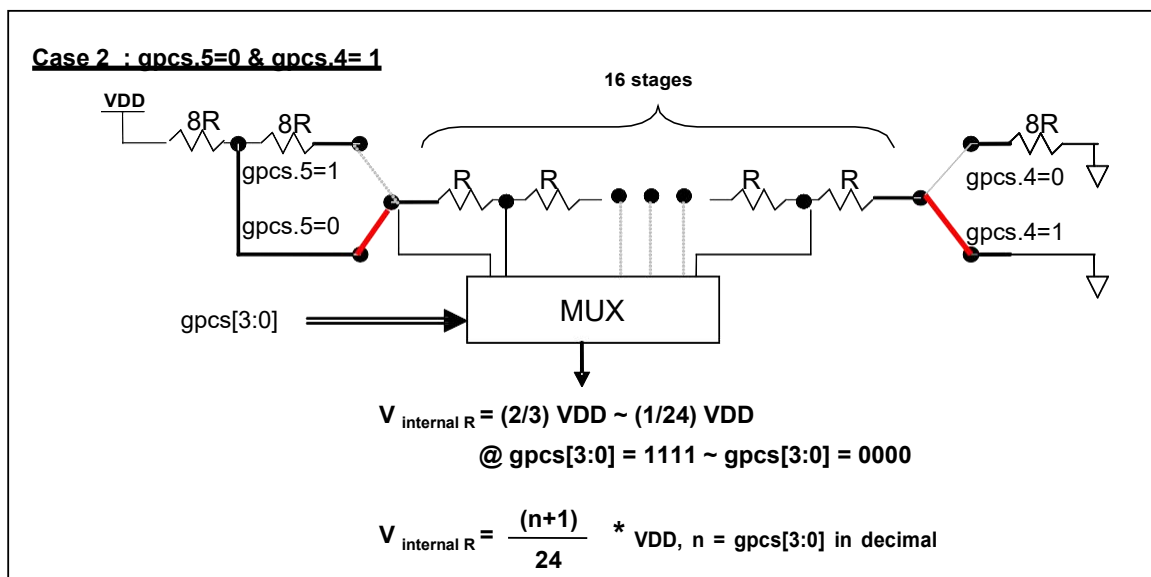 Case 2 : gpcs.5=0 & gpcs.4= 1
16 stages
VDD
8R 8R 8R
gpcs.5=1 R R R R gpcs.4=0
gpcs.5=0 gpcs.4=1
MUX
gpcs[3:0]
V internal R = (2/3) VDD ~ (1/24) VDD
@ gpcs[3:0] = 1111 ~ gpcs[3:0] = 0000
V internal R = (n+1) * VDD, n = gpcs[3:0] in decimal
24